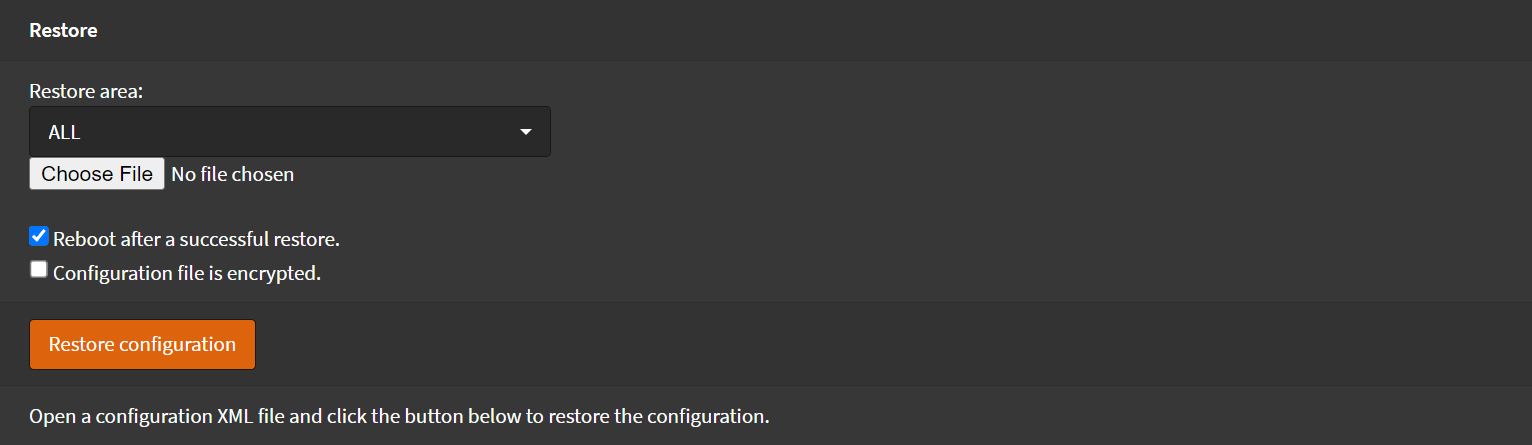 Restore
Restore area:
ALL
Choose File No file chosen
Reboot after a successful restore.
Configuration file is encrypted.
Restore configuration
Open a configuration XML file and click the button below to restore the configuration.